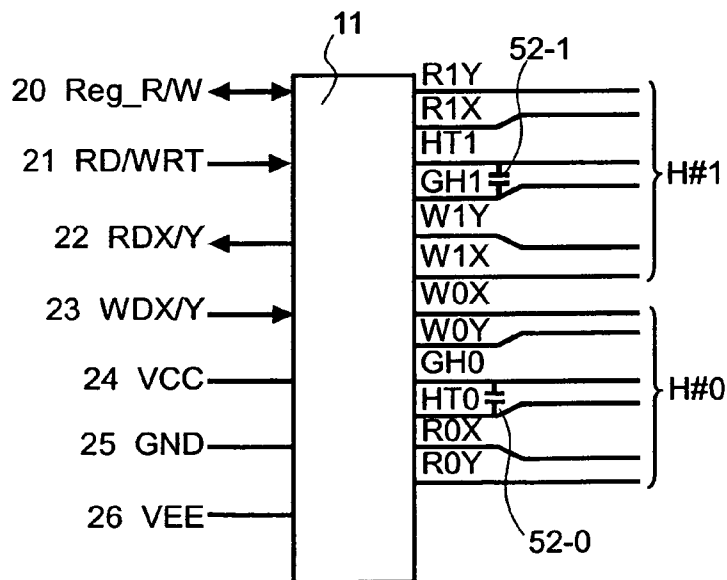 11
52-1
20 Reg_R/W
21 RD/WRT
22 RDX/Y
23 WDX/Y
24 VCC
25 GND
26 VEE
R1Y
R1X
HT1
GH1
W1Y
W1X
W0X
W0Y
GH0
HT0
R0X
R0Y
H#1
H#0
52-0